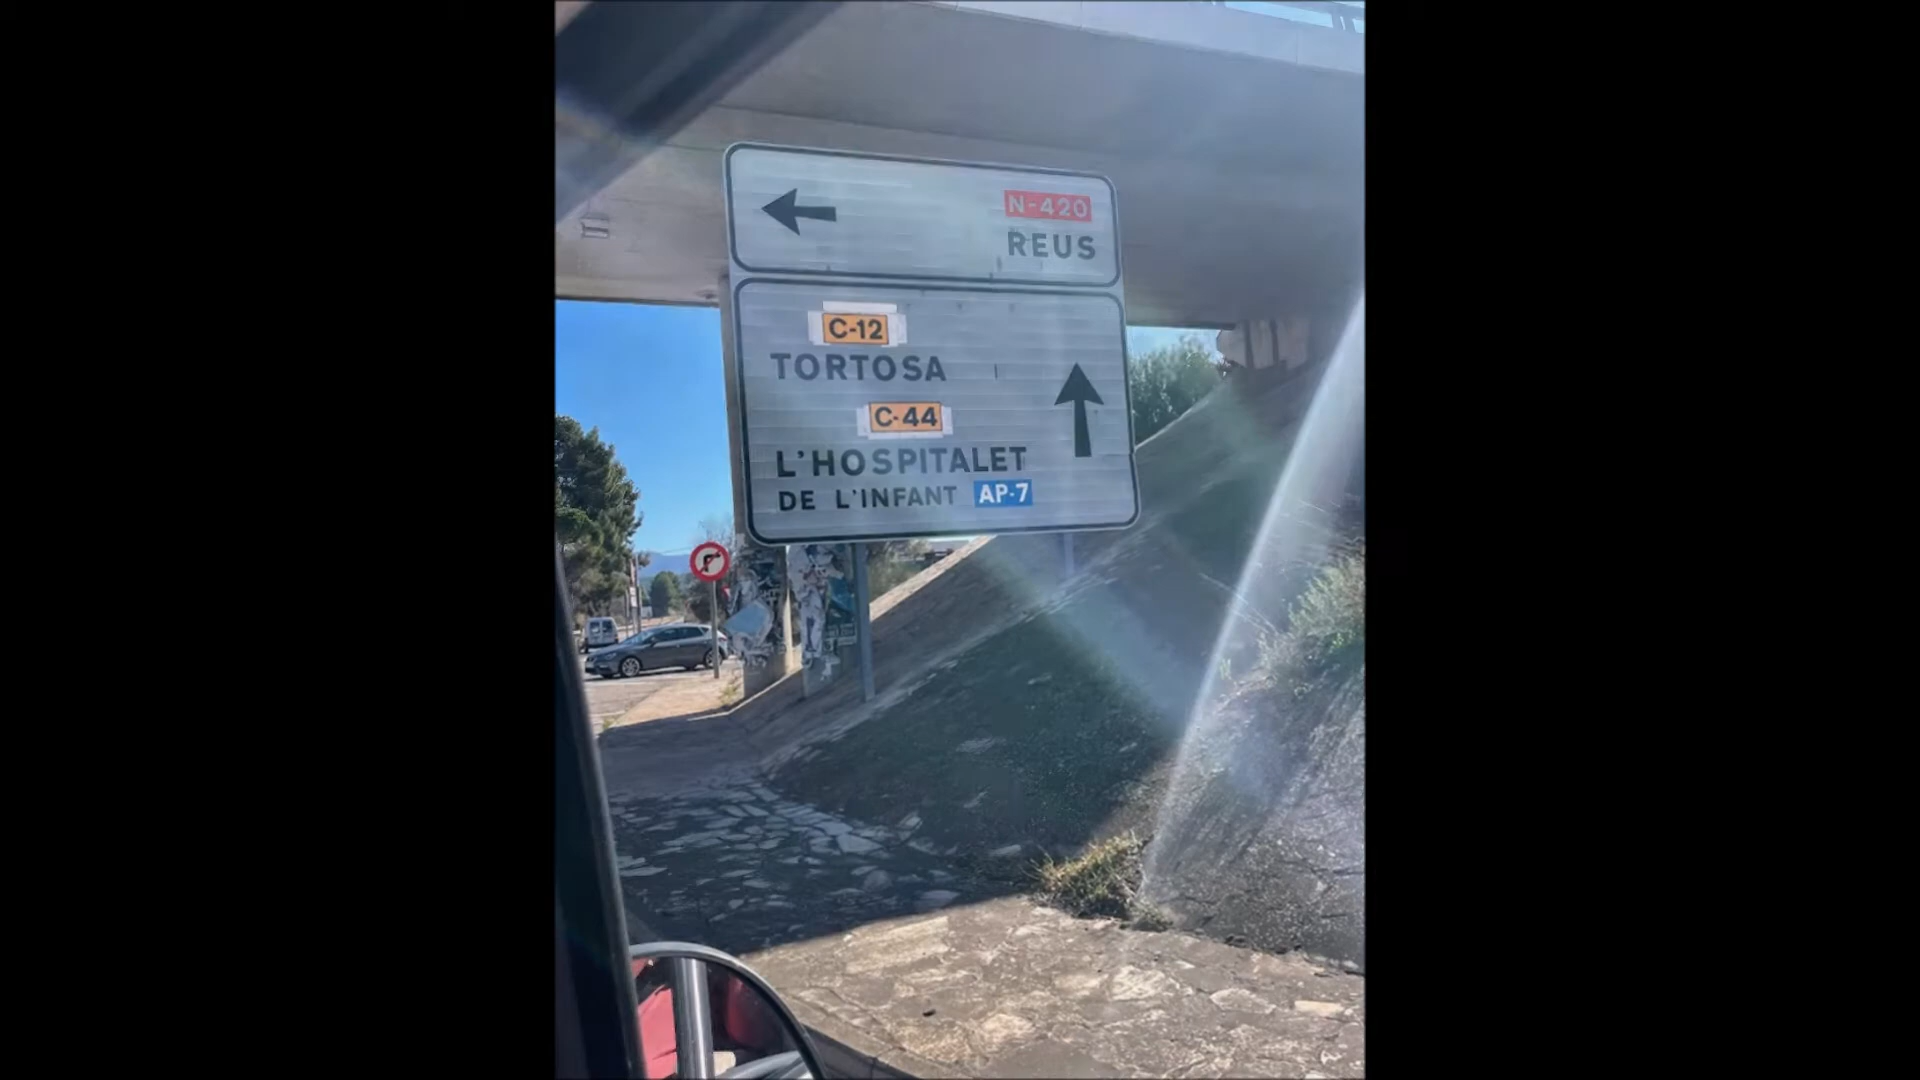 N-420
REUS
C-12
TORTOSA
C-44
L'HOSPITALET
DE L'INFANT AP-7